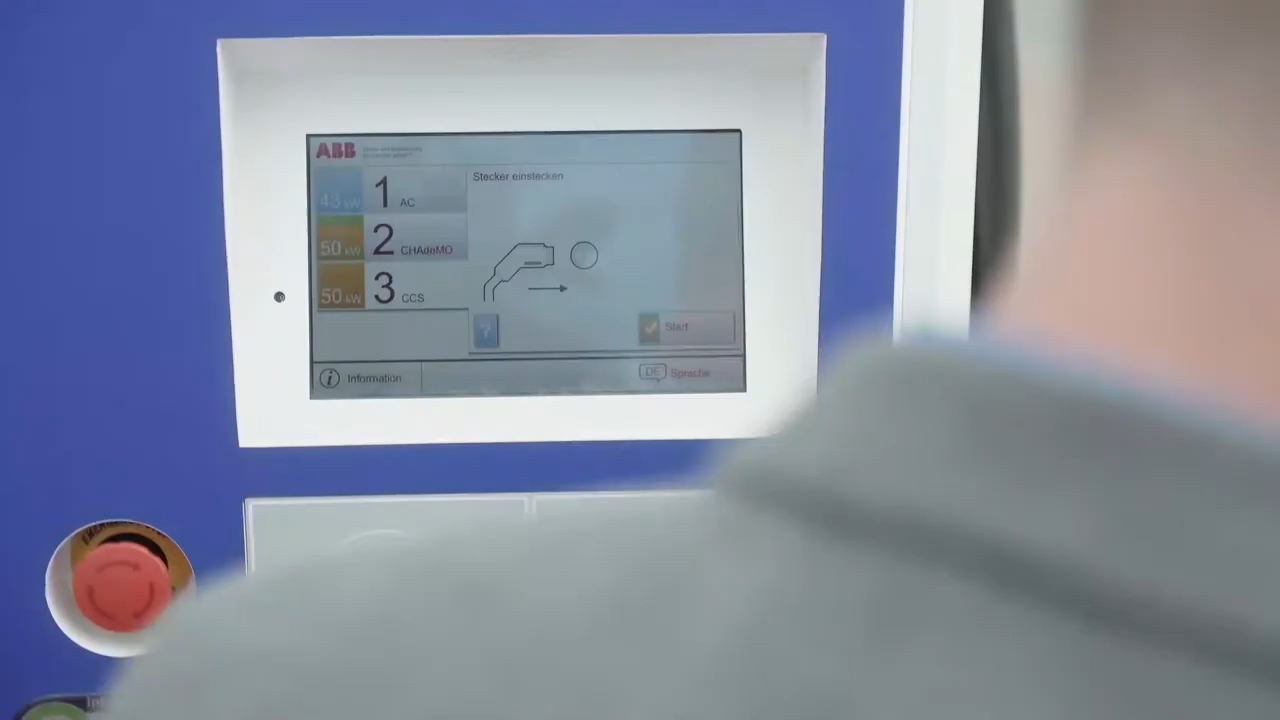 ABB
43 kW 1 AC
50 kW 2 CHAdeMO
50 kW 3 CCS
Stecker einstecken
?
Start
i Information
DE Sprache